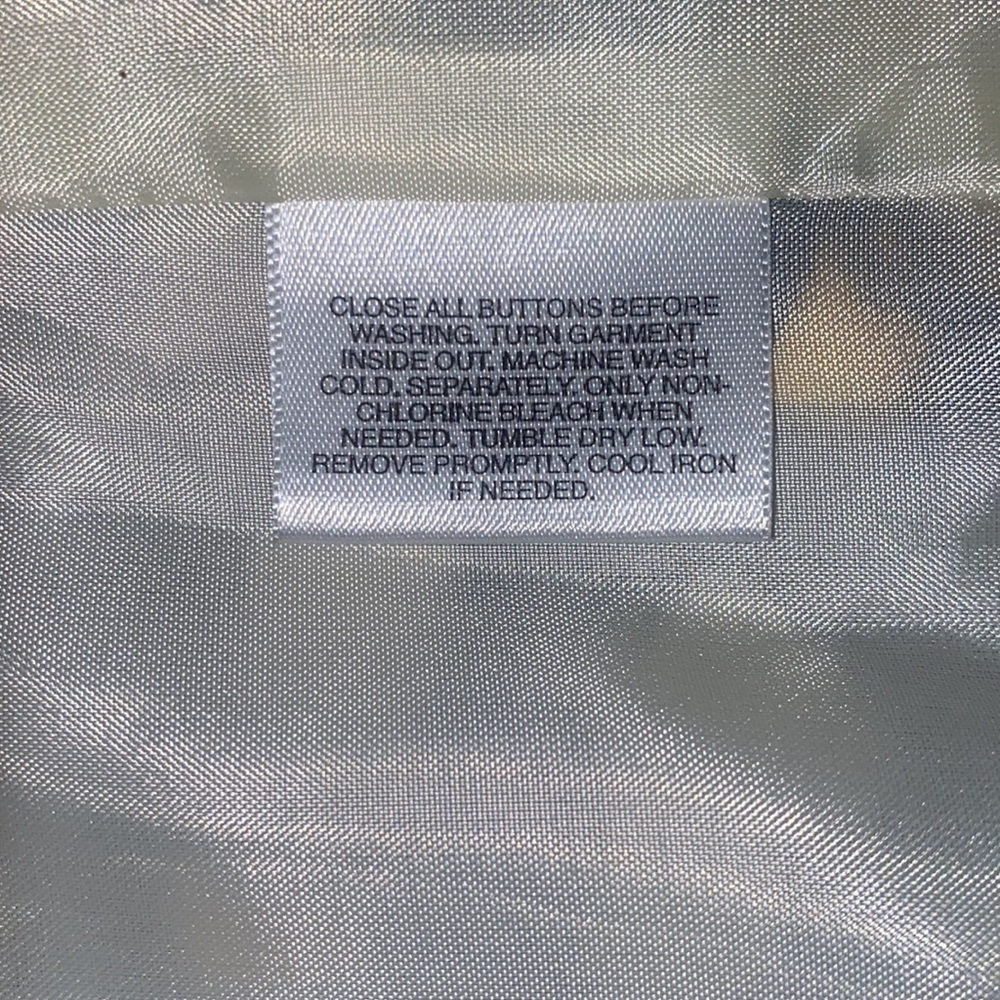 CLOSE ALL BUTTONS BEFORE
WASHING. TURN GARMENT
INSIDE OUT. MACHINE WASH
COLD. SEPARATELY. ONLY NON-
CHLORINE BLEACH WHEN
NEEDED. TUMBLE DRY LOW.
REMOVE PROMPTLY. COOL IRON
IF NEEDED.